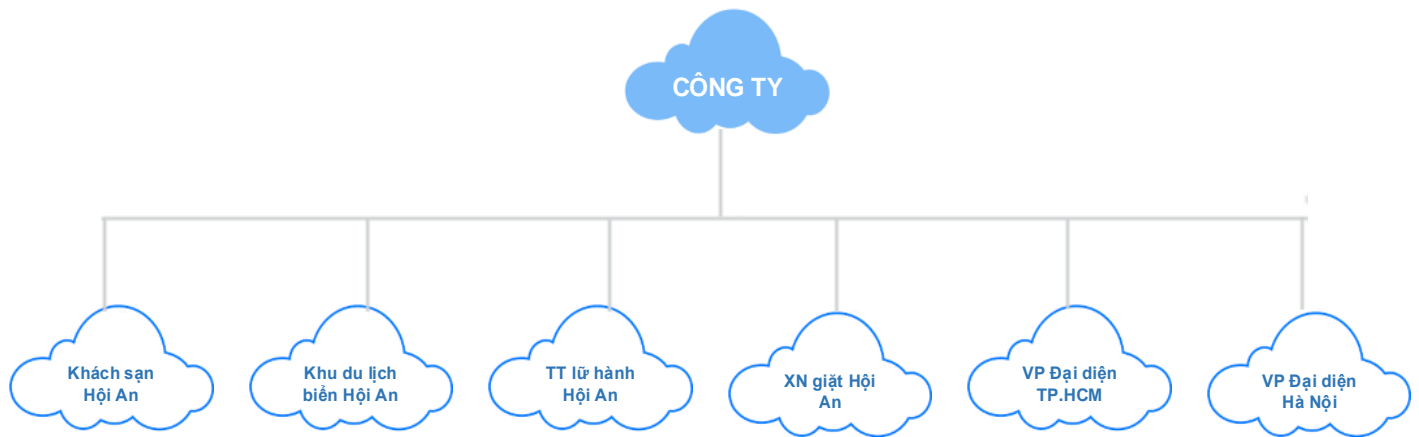 CÔNG TY
Khách sạn
Hội An
Khu du lịch
biển Hội An
TT lữ hành
Hội An
XN giặt Hội
An
VP Đại diện
TP.HCM
VP Đại diện
Hà Nội